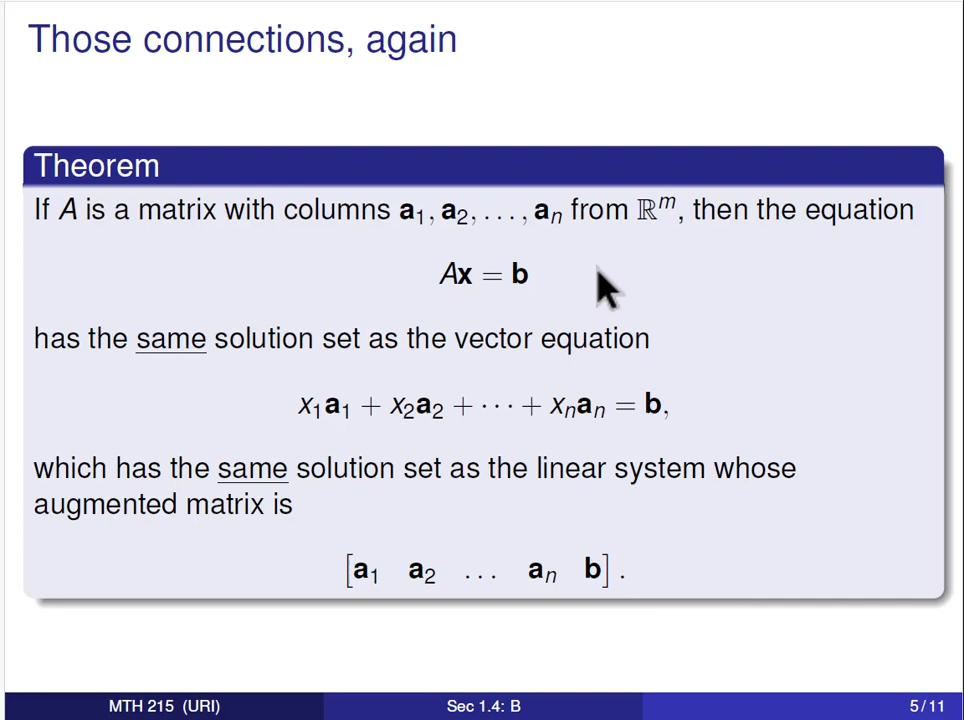 Those connections, again
Theorem
If A is a matrix with columns a₁, a₂, . . . , aₙ from ℝᵐ, then the equation
Ax = b
has the same solution set as the vector equation
x₁a₁ + x₂a₂ + · · · + xₙaₙ = b,
which has the same solution set as the linear system whose
augmented matrix is
[a₁ a₂ . . . aₙ b] .
MTH 215 (URI) Sec 1.4: B 5 / 11